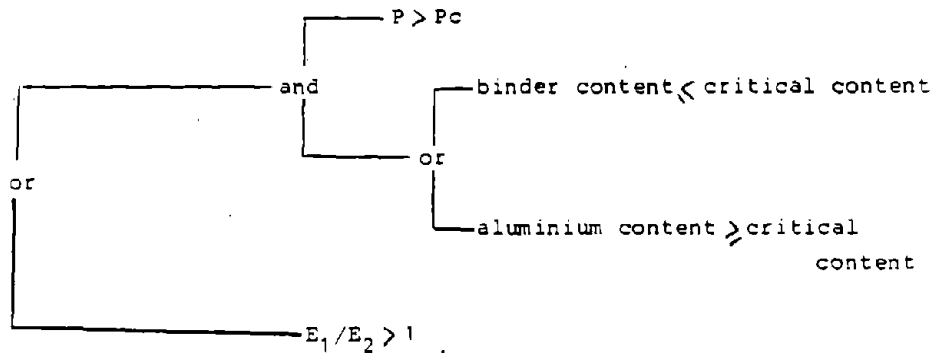 P > Pc
and
binder content ⩽ critical content
or
or
aluminium content ⩾ critical
content
E₁/E₂ > 1